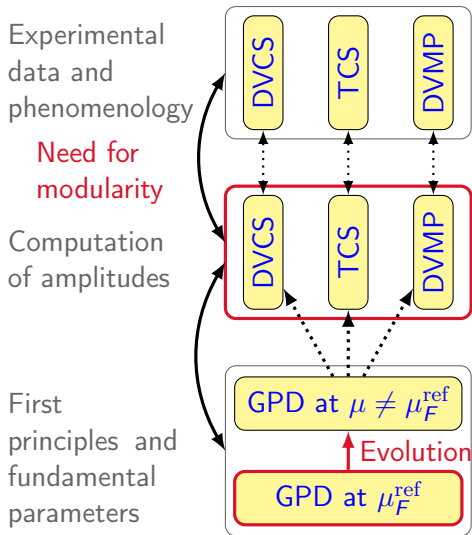 Experimental
data and
phenomenology
DVCS
TCS
DVMP
Need for
modularity
Computation
of amplitudes
DVCS
TCS
DVMP
First
principles and
fundamental
parameters
GPD at μ ≠ μ_F^ref
Evolution
GPD at μ_F^ref